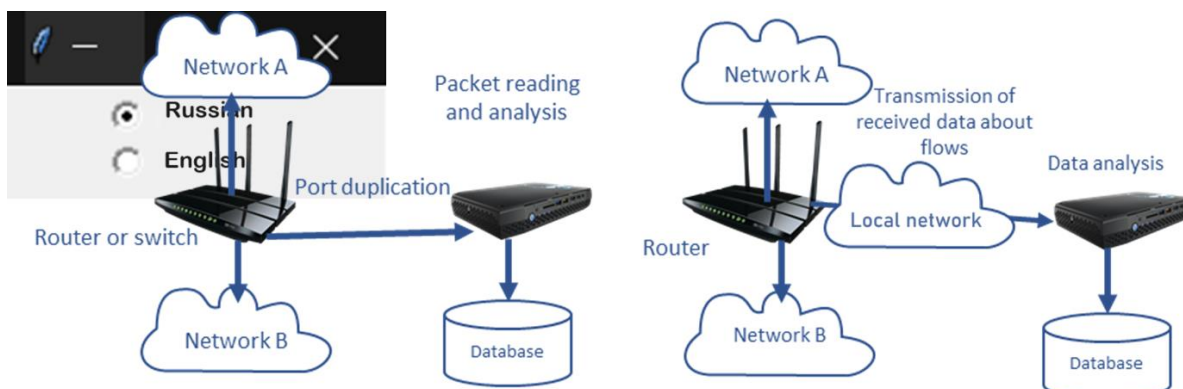 Network A
Russian
English
Packet reading
and analysis
Port duplication
Router or switch
Network B
Database
Network A
Transmission of
received data about
flows
Data analysis
Local network
Router
Network B
Database